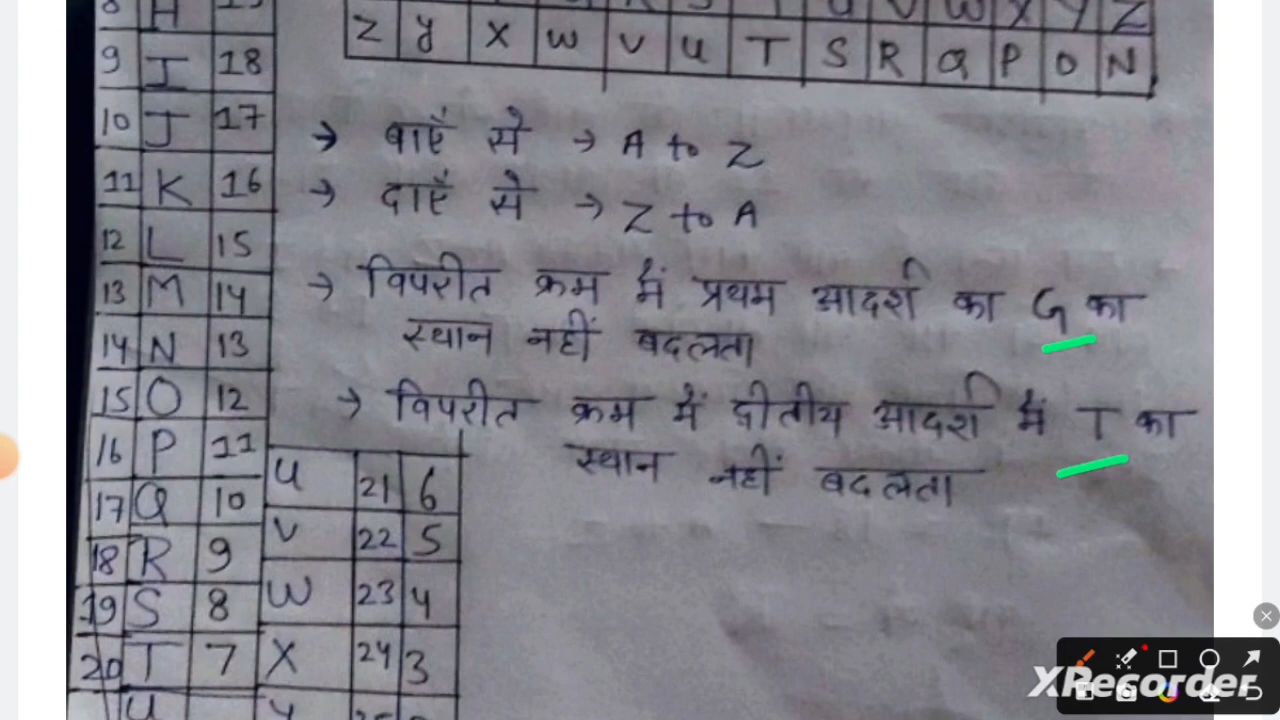 Z Y X W V U T S R Q P O N
9 I 18
10 J 17
11 K 16
12 L 15
13 M 14
14 N 13
15 O 12
16 P 11
17 Q 10
18 R 9
19 S 8
20 T 7
→ बाएँ से → A to Z
→ दाएँ से → Z to A
→ विपरीत क्रम में प्रथम आदर्श का G का
स्थान नहीं बदलता
→ विपरीत क्रम में द्वीतीय आदर्श में T का
स्थान नहीं बदलता
U 21 6
V 22 5
W 23 4
X 24 3
XRecorder